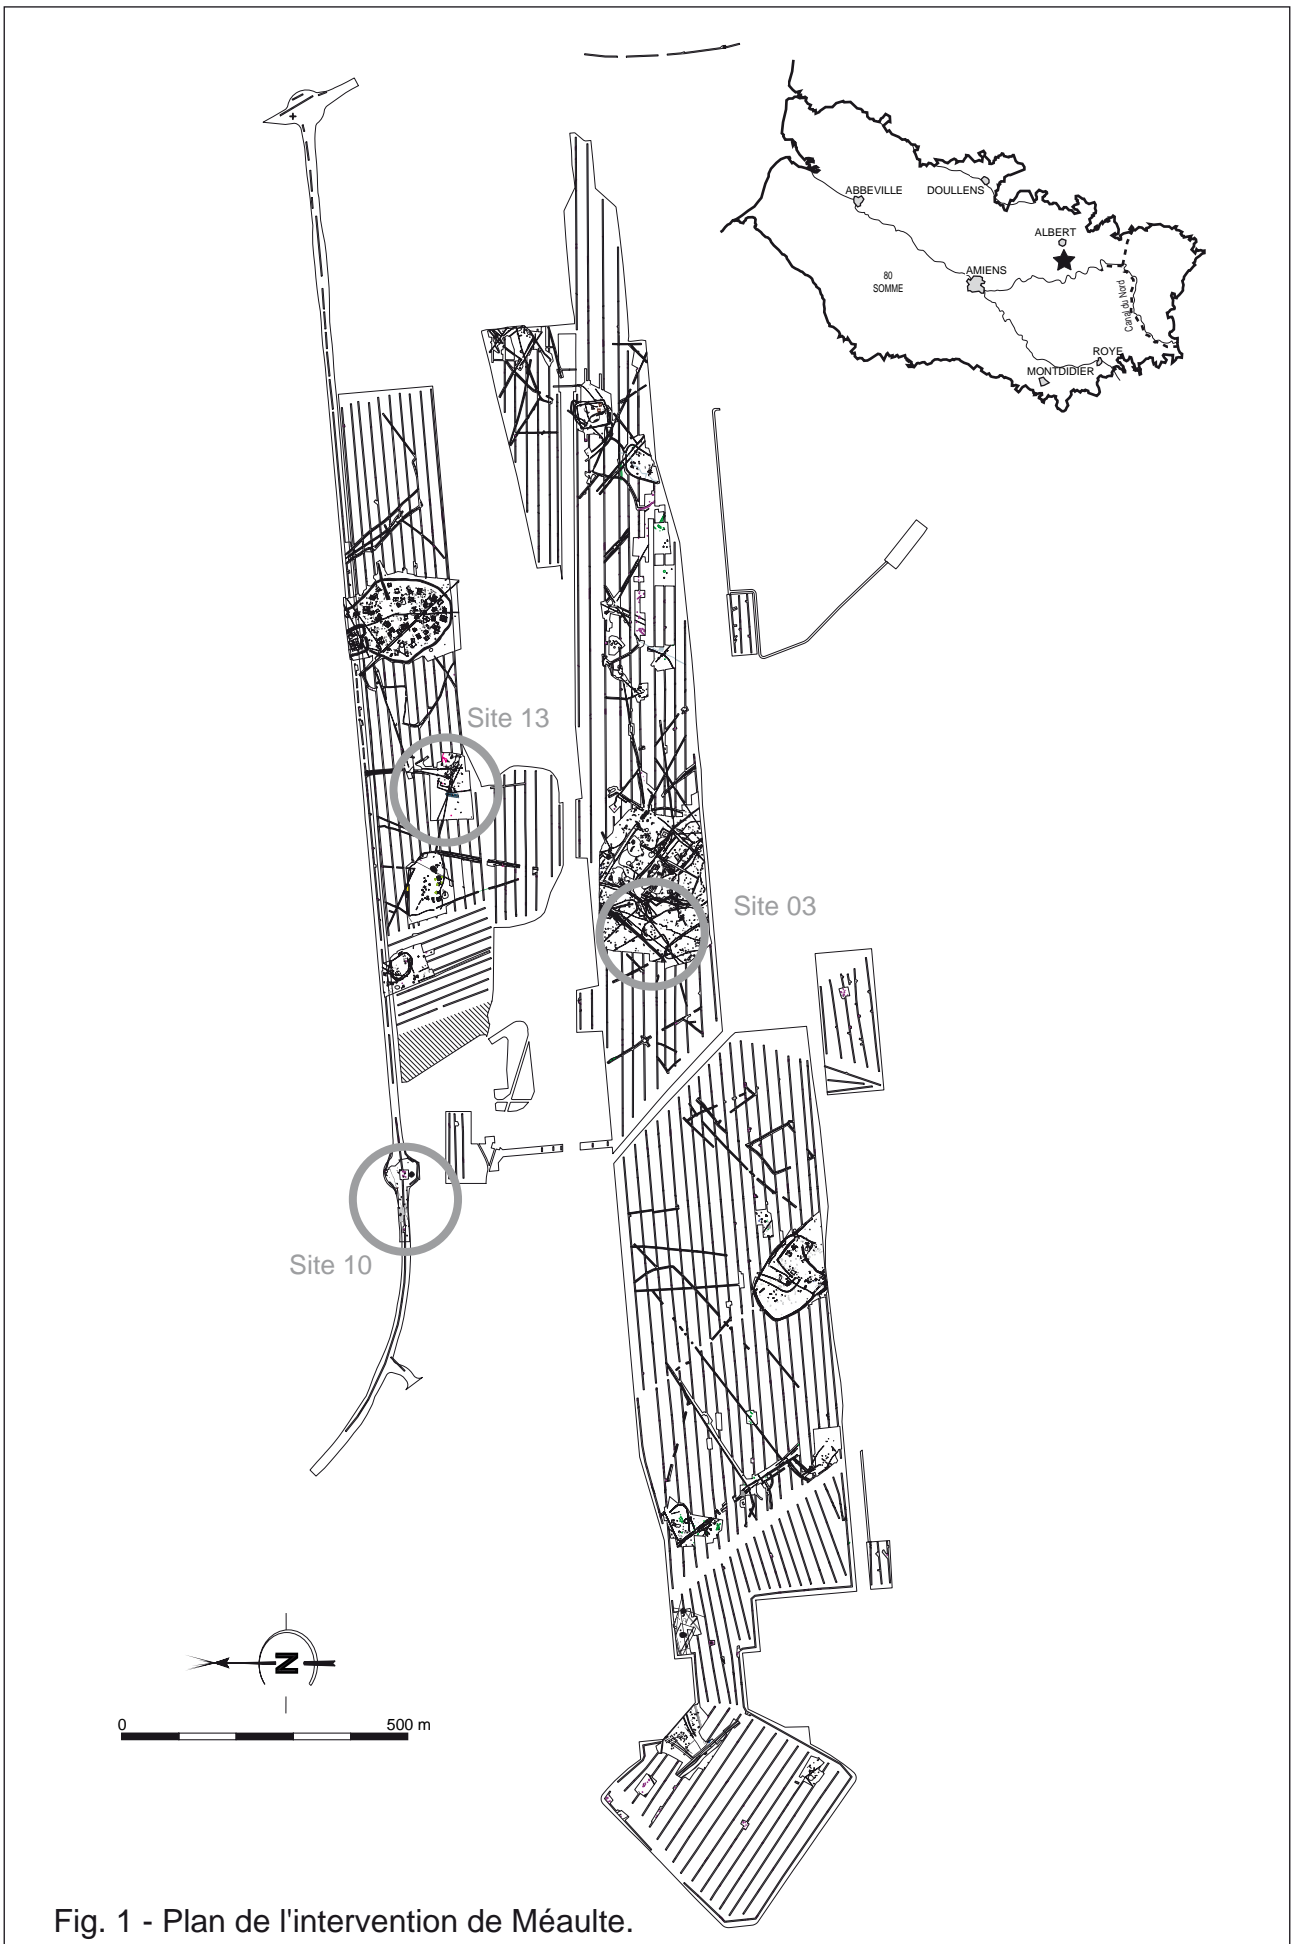 ABBEVILLE
DOULLENS
ALBERT
AMIENS
80
SOMME
Canal du Nord
ROYE
MONTDIDIER
Site 13
Site 03
Site 10
N
0
500 m
Fig. 1 - Plan de l'intervention de Méaulte.